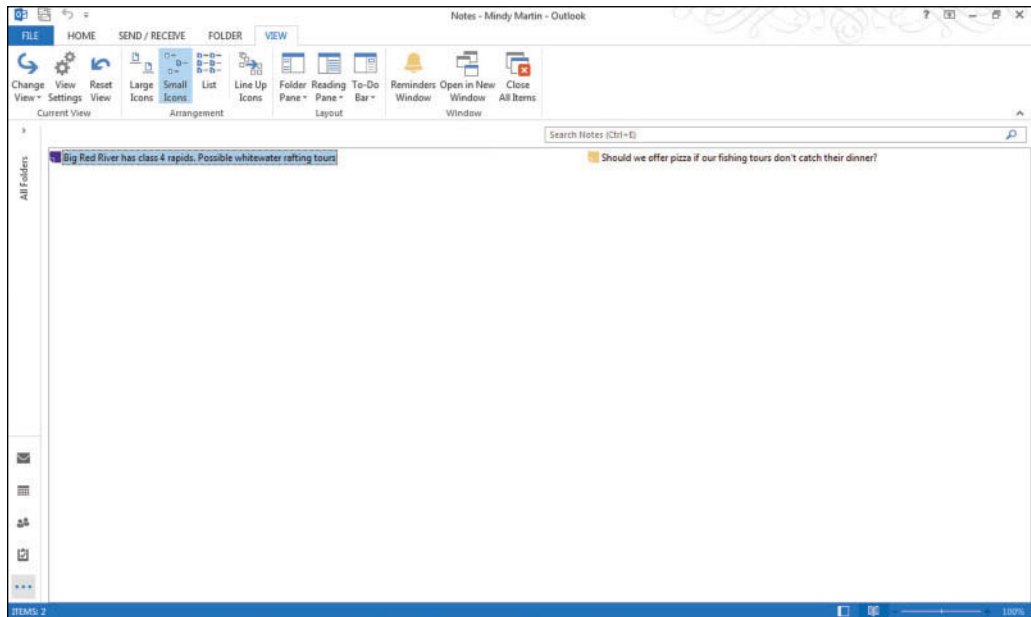 Notes - Mindy Martin - Outlook
FILE HOME SEND / RECEIVE FOLDER VIEW
Change View Reset Large Small List Line Up Folder Reading To-Do Reminders Open in New Close
View Settings View Icons Icons Icons Pane Pane Bar Window Window All Items
Current View Arrangement Layout Window
Search Notes (Ctrl+E)
All Folders
Big Red River has class 4 rapids. Possible whitewater rafting tours Should we offer pizza if our fishing tours don't catch their dinner?
ITEMS: 2 100%